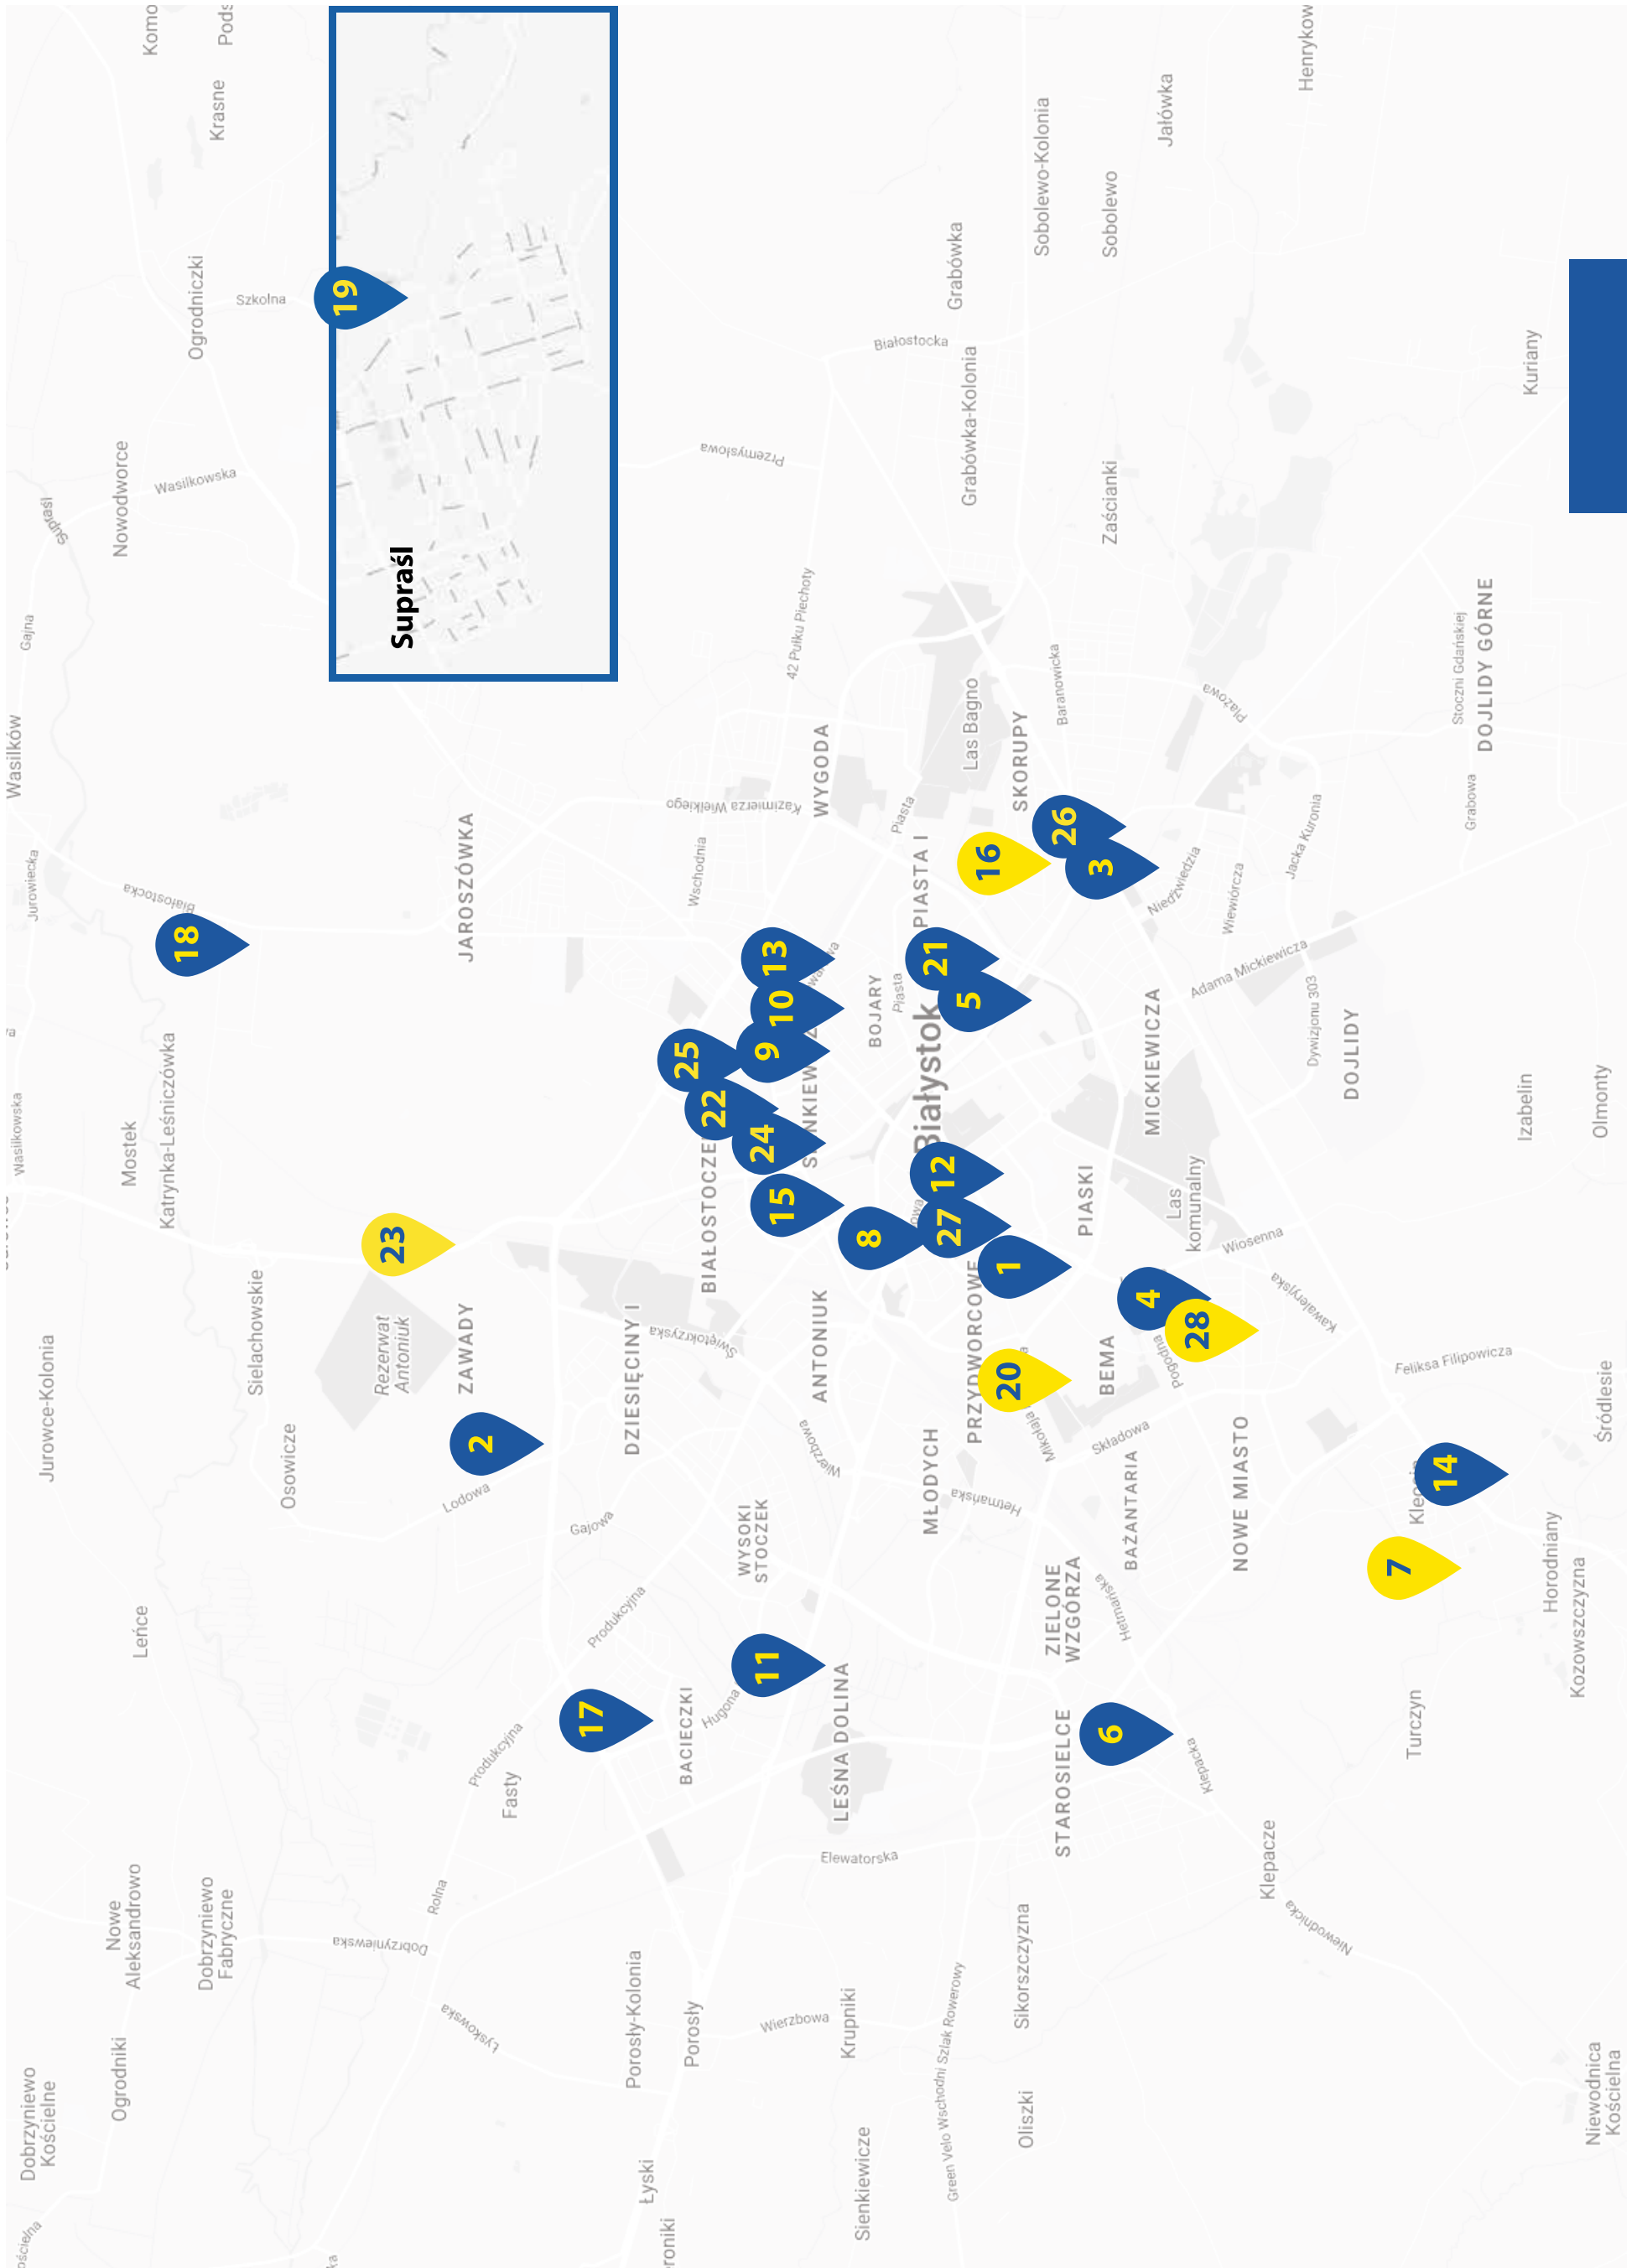 Komo
Pods
Krasne
Ogrodniczki
Szkolna
Nowodworce
Wasilkowska
Supraśl
Gajna
Wasilków
Jurowiecka
Białostocka
18
19
Supraśl
Henrykow
Jałówka
Sobolewo-Kolonia
Sobolewo
Grabówka
Białostocka
Grabówka-Kolonia
Przemysłowa
Zaścianki
Kuriany
42 Pułku Piechoty
Las Bagno
Baranowicka
Plażowa
Stoczni Gdańskiej
DOJLIDY GÓRNE
Grabowa
WYGODA
SKORUPY
Kazimierza Wielkiego
Piasta
Wschodnia
JAROSZÓWKA
PIASTA I
16
26
3
Niedźwiedzia
Wiewiórcza
Jacka Kuronia
Adama Mickiewicza
Dywizjonu 303
DOJLIDY
MICKIEWICZA
BOJARY
Piasta
21
5
Białystok
13
10
9
25
22
24
15
8
12
27
1
Wasilkowska
Mostek
Katrynka-Leśniczówka
Izabelin
Olmonty
PIASKI
Las
komunalny
Wiosenna
Kawaleryjska
23
Sielachowskie
Jurowce-Kolonia
Rezerwat
Antoniuk
ZAWADY
DZIESIĘCINY I
Świętokrzyska
ANTONIUK
PRZYDWORCOWE
20
BEMA
4
28
Pogodna
Feliksa Filipowicza
Śródlesie
Osowicze
2
Lodowa
Gajowa
Wierzbowa
WYSOKI
STOCZEK
MŁODYCH
Hetmańska
Mikołaja
Składowa
BAŻANTARIA
NOWE MIASTO
14
7
Horodniany
Kozowszczyzna
Leńce
Produkcyjna
ZIELONE
WZGÓRZA
Hetmańska
11
17
Hugona
BACIECZKI
LEŚNA DOLINA
STAROSIELCE
6
Klepacka
Turczyn
Produkcyjna
Fasty
Elewatorska
Klepacze
Niewodnicka
Nowe
Aleksandrowo
Dobrzyniewo
Fabryczne
Rolna
Dobrzyniewska
Łyskowska
Porosły-Kolonia
Porosły
Wierzbowa
Krupniki
Green Velo Wschodni Szlak Rowerowy
Sikorszczyzna
Oliszki
Ogrodniki
Dobrzyniewo
Kościelne
Łyski
Sienkiewicze
Niewodnica
Kościelna